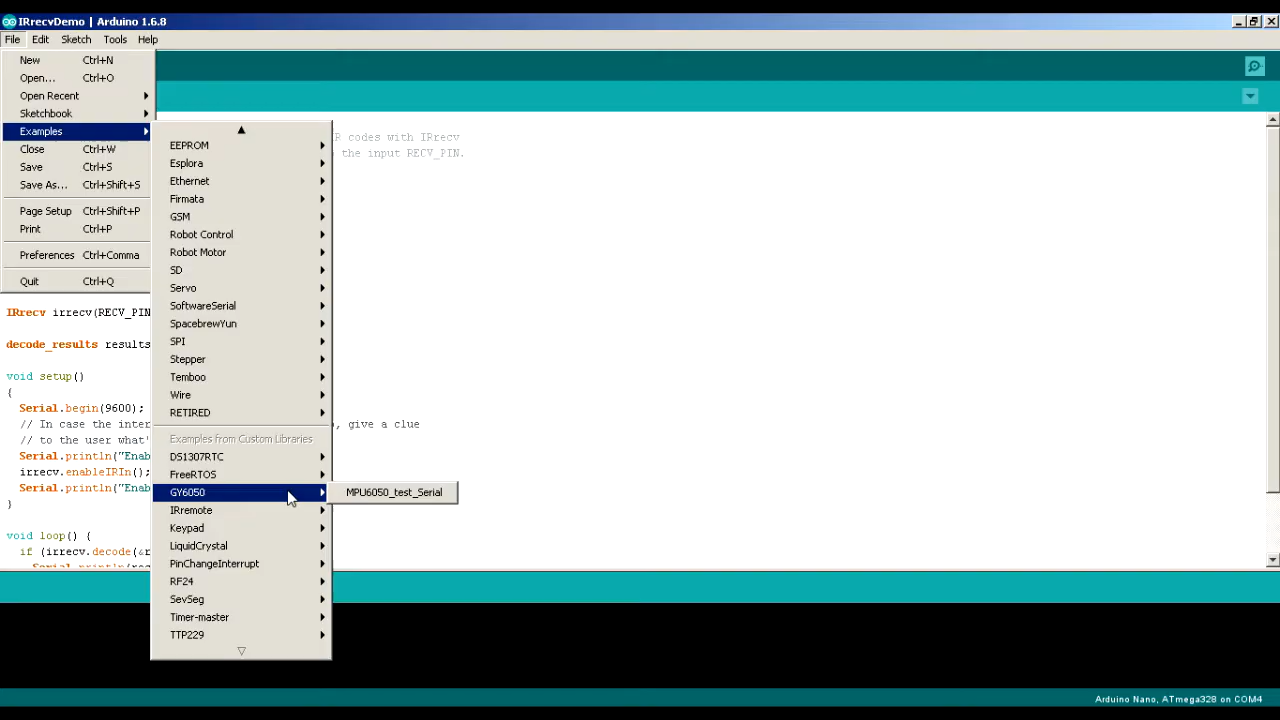 IRrecvDemo | Arduino 1.6.8
File Edit Sketch Tools Help
New Ctrl+N
Open... Ctrl+O
Open Recent
Sketchbook
Examples
Close Ctrl+W
Save Ctrl+S
Save As... Ctrl+Shift+S
Page Setup Ctrl+Shift+P
Print Ctrl+P
Preferences Ctrl+Comma
Quit Ctrl+Q
EEPROM
Esplora
Ethernet
Firmata
GSM
Robot Control
Robot Motor
SD
Servo
SoftwareSerial
SpacebrewYun
SPI
Stepper
Temboo
Wire
RETIRED
Examples from Custom Libraries
DS1307RTC
FreeRTOS
GY6050
IRremote
Keypad
LiquidCrystal
PinChangeInterrupt
RF24
SevSeg
Timer-master
TTP229
MPU6050_test_Serial
R codes with IRrecv
the input RECV_PIN.
IRrecv irrecv(RECV_PIN
decode_results results
void setup()
{
Serial.begin(9600);
// In case the inter , give a clue
// to the user what'
Serial.println("Enab
irrecv.enableIRIn();
Serial.println("Enab
}
void loop() {
if (irrecv.decode(&r
Arduino Nano, ATmega328 on COM4